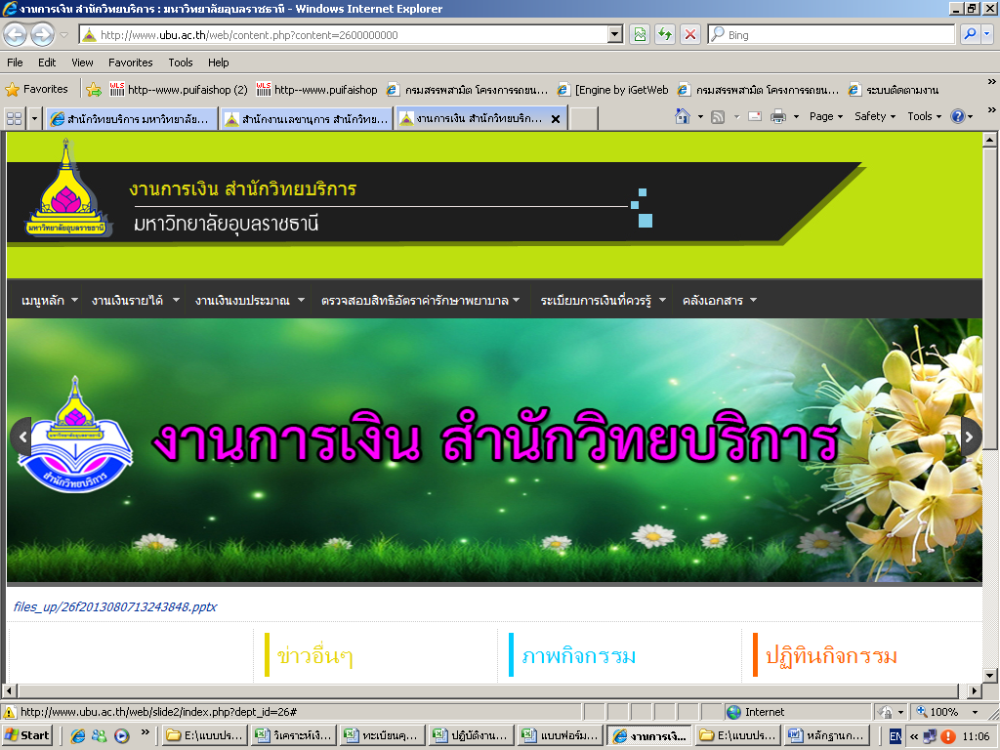 งานการเงิน สำนักวิทยบริการ : มหาวิทยาลัยอุบลราชธานี - Windows Internet Explorer
http://www.ubu.ac.th/web/content.php?content=2600000000
Bing
File Edit View Favorites Tools Help
Favorites http--www.puifaishop (2) http--www.puifaishop กรมสรรพสามิต โครงการรถยน... [Engine by iGetWeb กรมสรรพสามิต โครงการรถยน... ระบบติดตามงาน
สำนักวิทยบริการ มหาวิทยาลัย... สำนักงานเลขานุการ สำนักวิทย... งานการเงิน สำนักวิทยบริก... Page Safety Tools
งานการเงิน สำนักวิทยบริการ
มหาวิทยาลัยอุบลราชธานี
มหาวิทยาลัยอุบลราชธานี
เมนูหลัก งานเงินรายได้ งานเงินงบประมาณ ตรวจสอบสิทธิอัตราค่ารักษาพยาบาล ระเบียบการเงินที่ควรรู้ คลังเอกสาร
งานการเงิน สำนักวิทยบริการ
มหาวิทยาลัยอุบลราชธานี
สำนักวิทยบริการ
files_up/26f2013080713243848.pptx
ข่าวอื่นๆ ภาพกิจกรรม ปฏิทินกิจกรรม
http://www.ubu.ac.th/web/slide2/index.php?dept_id=26# Internet 100%
Start E:\แบบปร... วิเคราะห์เงิ... ทะเบียนคุ... ปฏิบัติงาน... แบบฟอร์ม... งานการเงิ... E:\แบบปร... หลักฐานก... EN 11:06